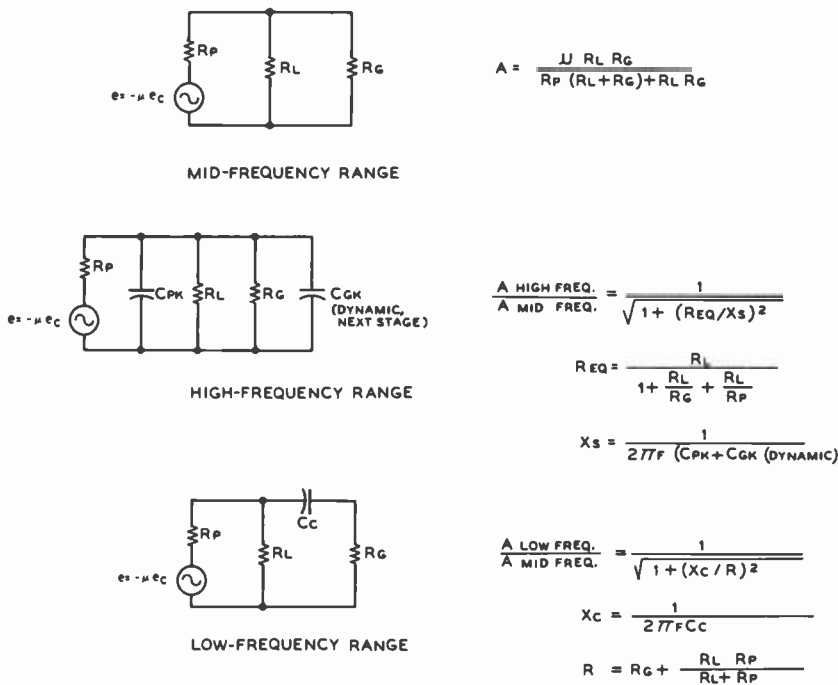 RP
RL
RG
e= -μ eC
A = μ RL RG / RP (RL+RG)+RL RG
MID-FREQUENCY RANGE
RP
CPK
RL
RG
CGK
(DYNAMIC,
NEXT STAGE)
e= -μ eC
A HIGH FREQ. / A MID FREQ. = 1 / √1 + (REQ/XS)²
REQ = RL / 1+ RL/RG + RL/RP
HIGH-FREQUENCY RANGE
XS = 1 / 2πF (CPK+CGK (DYNAMIC)
RP
RL
CC
RG
e= -μ eC
A LOW FREQ. / A MID FREQ. = 1 / √1 + (XC / R)²
XC = 1 / 2πFCC
LOW-FREQUENCY RANGE
R = RG + RL RP / RL+ RP